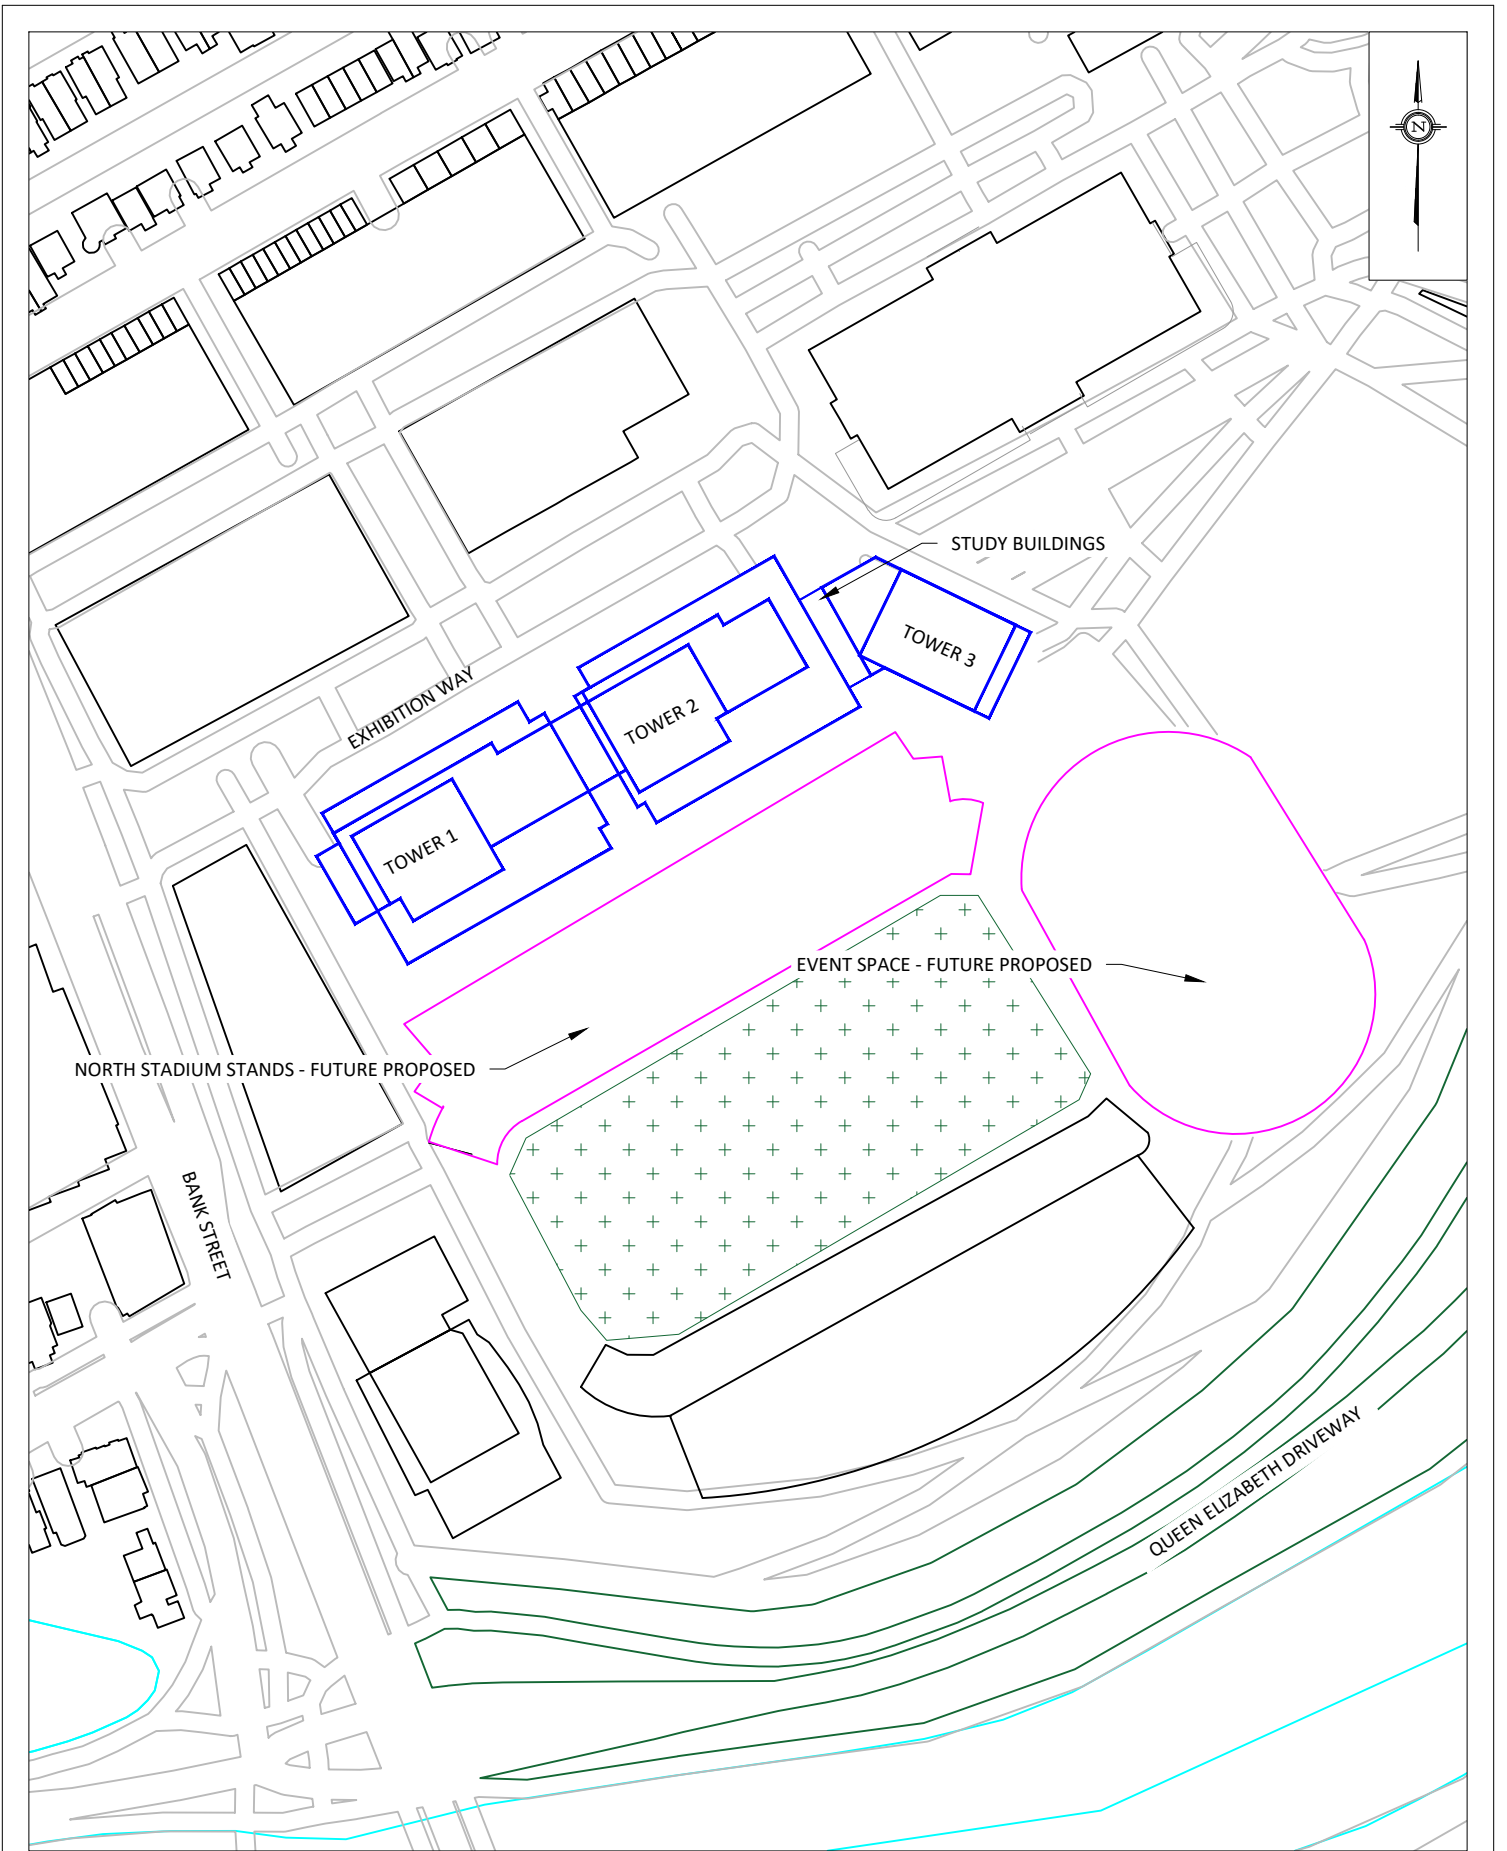 N
STUDY BUILDINGS
TOWER 3
EXHIBITION WAY
TOWER 2
TOWER 1
EVENT SPACE - FUTURE PROPOSED
NORTH STADIUM STANDS - FUTURE PROPOSED
BANK STREET
QUEEN ELIZABETH DRIVEWAY